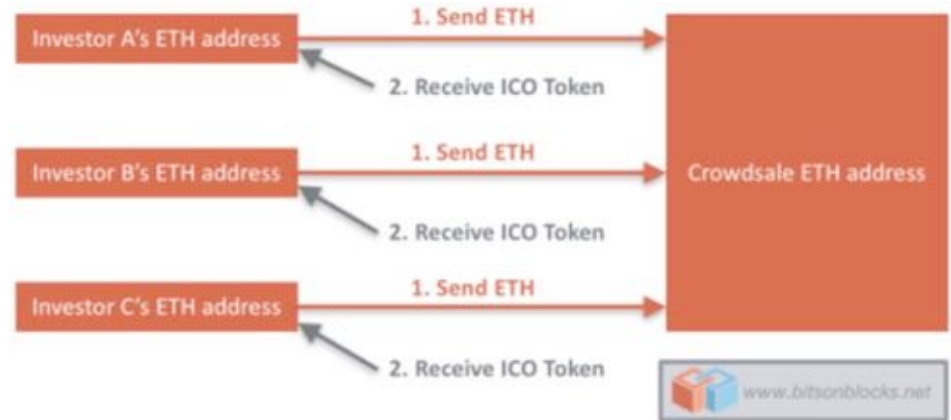 1. Send ETH
Investor A's ETH address
2. Receive ICO Token
1. Send ETH
Investor B's ETH address
Crowdsale ETH address
2. Receive ICO Token
1. Send ETH
Investor C's ETH address
2. Receive ICO Token
www.bitsonblocks.net